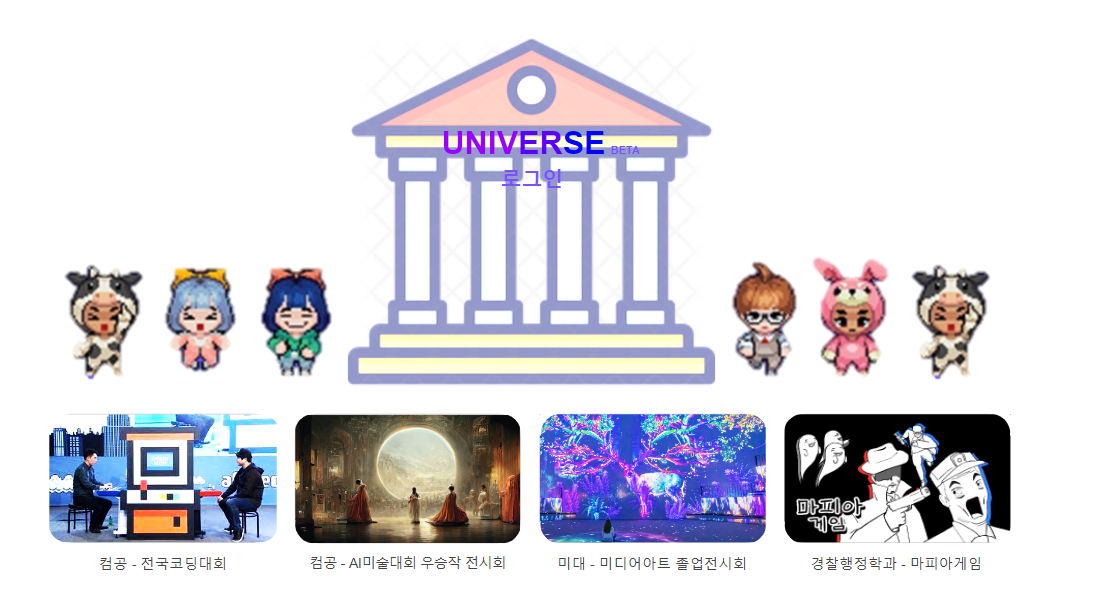 UNIVERSE BETA
로그인
마피아
게임
컴공 - 전국코딩대회
컴공 - AI미술대회 우승작 전시회
미대 - 미디어아트 졸업전시회
경찰행정학과 - 마피아게임